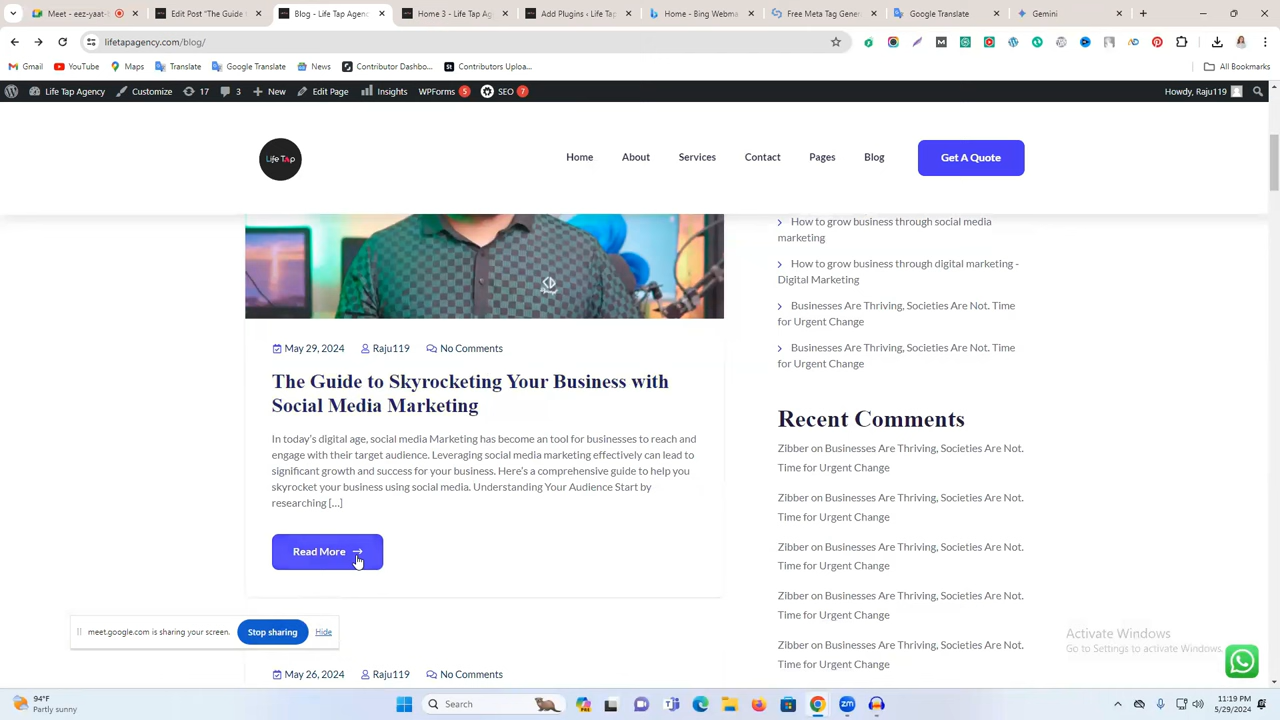 Edit Post "The Guide
Blog - Life Tap Agenc
Social Media 3 - Ag
Add Plugins ‹ Life Ta
Home - Webinar - Ze
Free Image Convert
Google Translate
Gemini
lifetapagency.com/blog/
Gmail YouTube Maps Translate Google Translate News Contributor Dashbo... Contributors Uploa... All Bookmarks
Life Tap Agency Customize 17 3 New Edit Page Insights WPForms 5 SEO 7 Howdy, Raju119
Life Tap
Home About Services Contact Pages Blog Get A Quote
How to grow business through social media
marketing
How to grow business through digital marketing -
Digital Marketing
Businesses Are Thriving, Societies Are Not. Time
for Urgent Change
Businesses Are Thriving, Societies Are Not. Time
for Urgent Change
May 29, 2024 Raju119 No Comments
The Guide to Skyrocketing Your Business with
Social Media Marketing
In today's digital age, social media Marketing has become an tool for businesses to reach and
engage with their target audience. Leveraging social media marketing effectively can lead to
significant growth and success for your business. Here's a comprehensive guide to help you
skyrocket your business using social media. Understanding Your Audience Start by
researching […]
Read More
Recent Comments
Zibber on Businesses Are Thriving, Societies Are Not.
Time for Urgent Change
Zibber on Businesses Are Thriving, Societies Are Not.
Time for Urgent Change
Zibber on Businesses Are Thriving, Societies Are Not.
Time for Urgent Change
Zibber on Businesses Are Thriving, Societies Are Not.
Time for Urgent Change
Zibber on Businesses Are Thriving, Societies Are Not.
Time for Urgent Change
meet.google.com is sharing your screen. Stop sharing Hide
May 26, 2024 Raju119 No Comments
Activate Windows
Go to Settings to activate Windows.
94°F
Partly sunny
Search
11:19 PM
5/29/2024